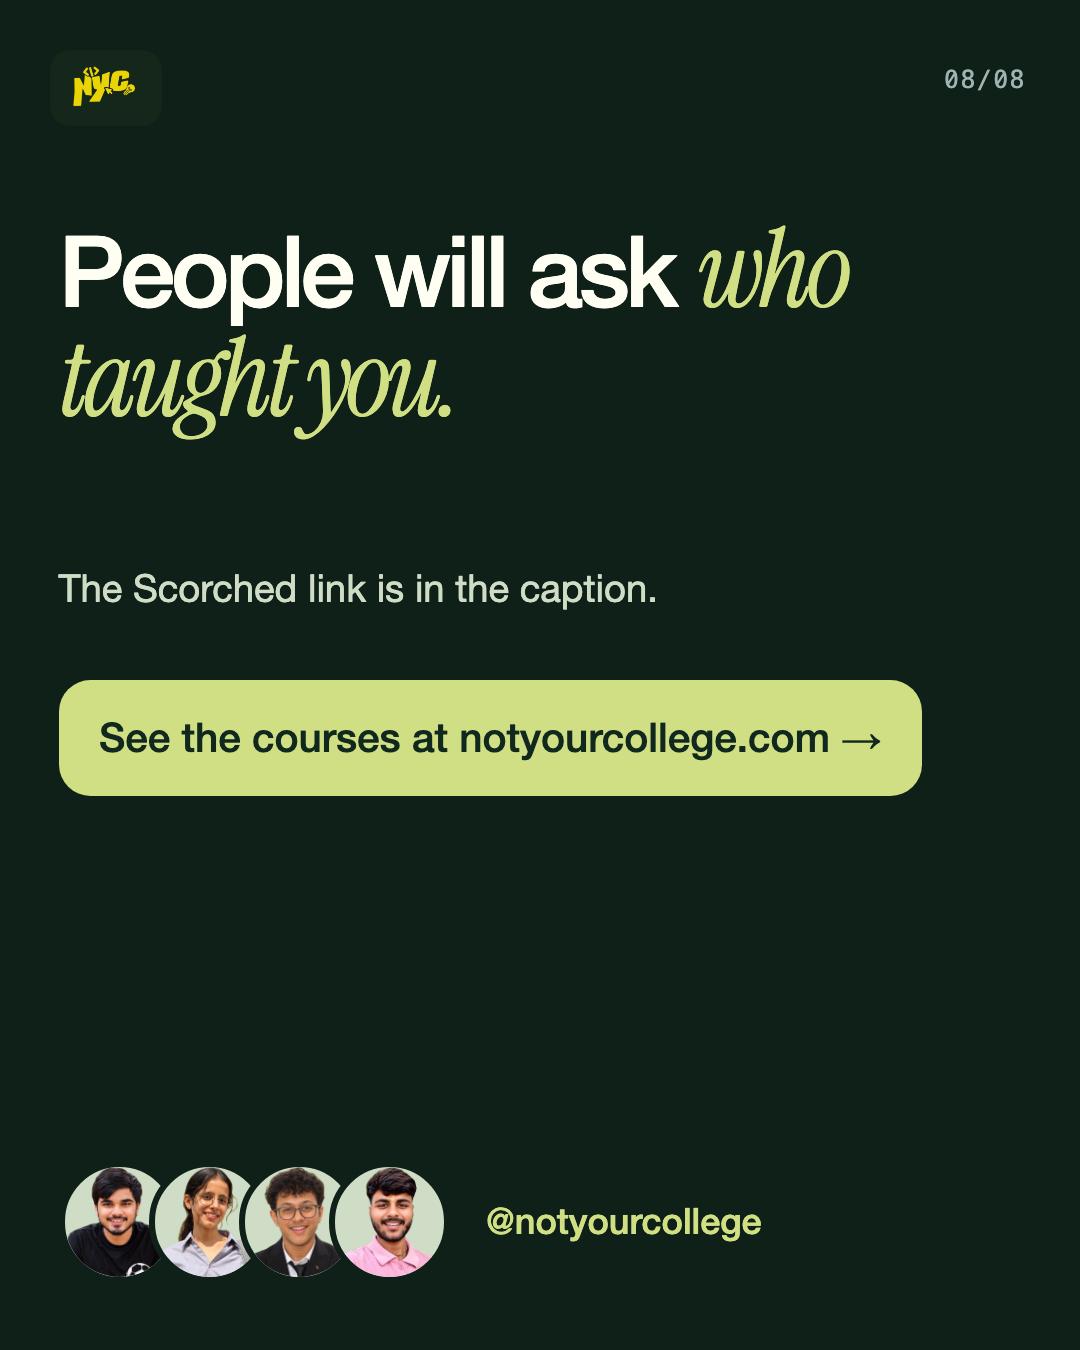 NYC
08/08
People will ask who
taught you.
The Scorched link is in the caption.
See the courses at notyourcollege.com →
@notyourcollege